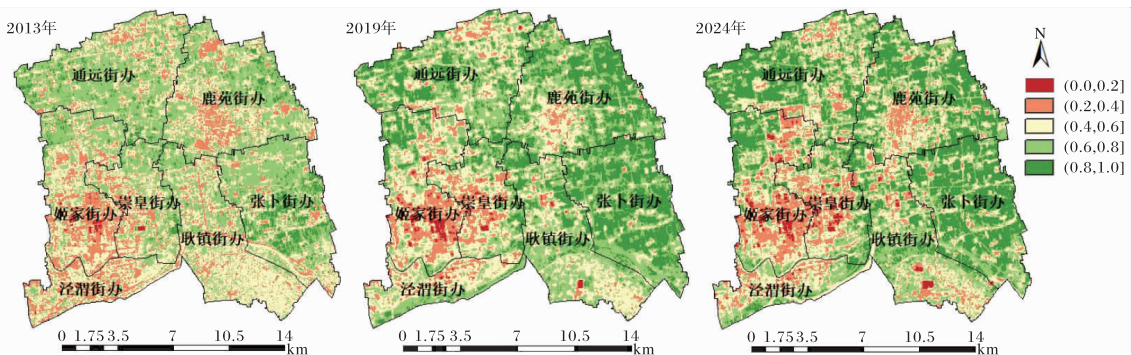 2013年
通远街办
鹿苑街办
姬家街办
崇皇街办
张卜街办
耿镇街办
泾渭街办
0 1.75 3.5 7 10.5 14
km
2019年
通远街办
鹿苑街办
姬家街办
崇皇街办
张卜街办
耿镇街办
泾渭街办
0 1.75 3.5 7 10.5 14
km
2024年
通远街办
鹿苑街办
姬家街办
崇皇街办
张卜街办
耿镇街办
泾渭街办
0 1.75 3.5 7 10.5 14
km
N
(0.0,0.2]
(0.2,0.4]
(0.4,0.6]
(0.6,0.8]
(0.8,1.0]